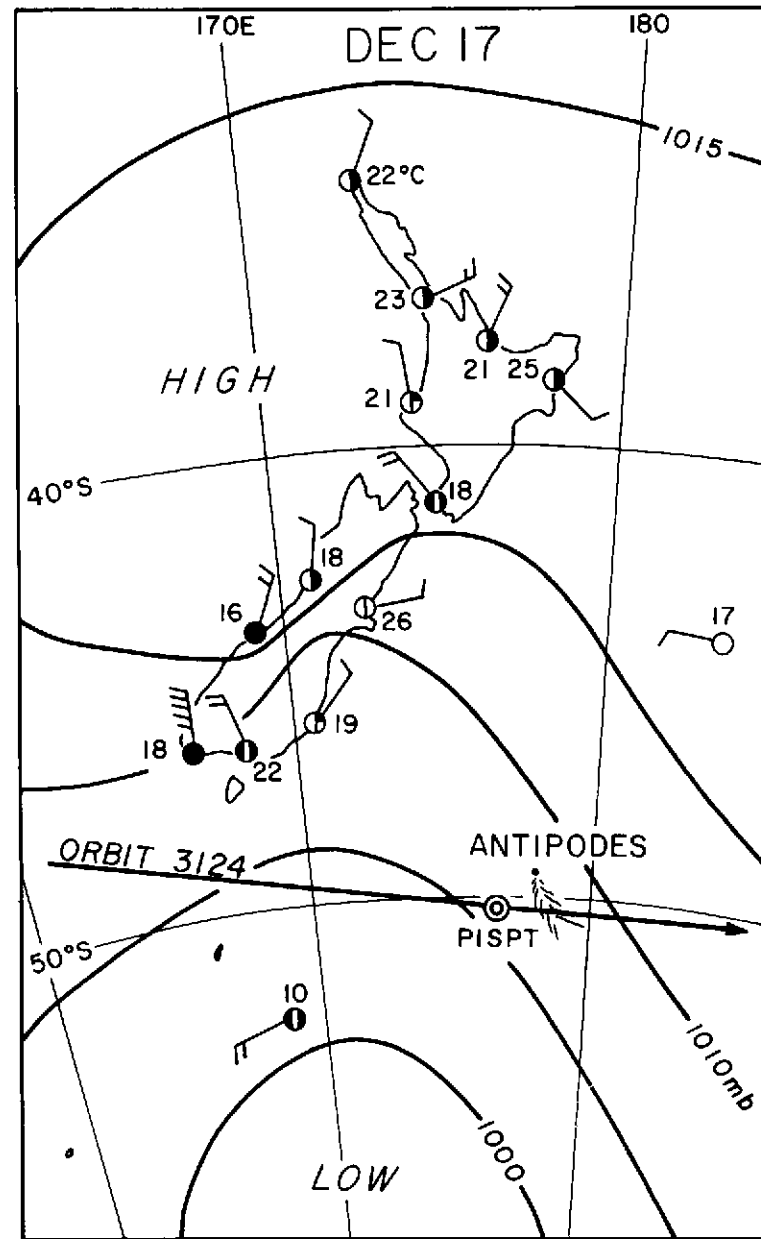 170E
180
DEC 17
1015
22°C
23
21 25
HIGH
21
40°S
18
18
16
26
17
19
18
22
ORBIT 3124
ANTIPODES
PISPT
50°S
10
1010mb
1000
LOW